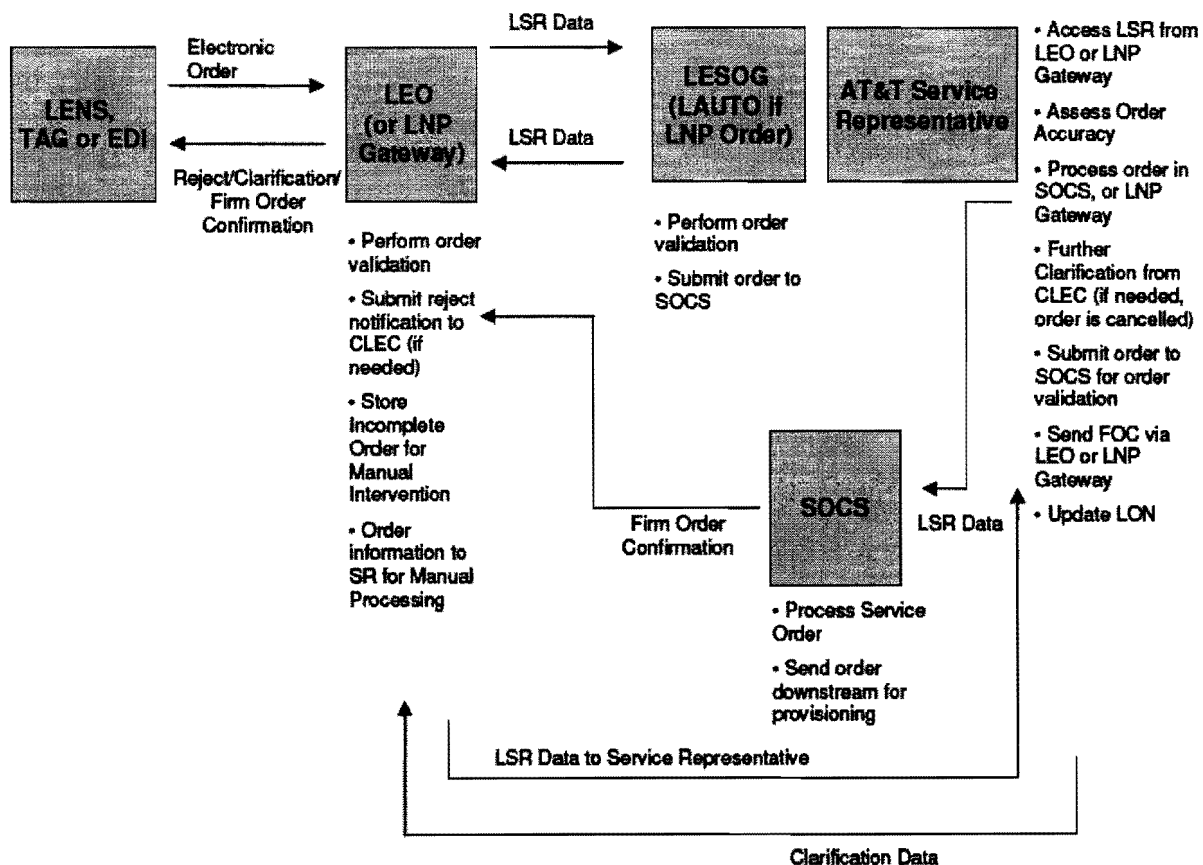 Electronic
Order
LENS,
TAG or EDI
Reject/Clarification/
Firm Order
Confirmation
LEO
(or LNP
Gateway)
• Perform order
validation
• Submit reject
notification to
CLEC (if
needed)
• Store
Incomplete
Order for
Manual
Intervention
• Order
information to
SR for Manual
Processing
LSR Data
LSR Data
LESOG
(LAUTO if
LNP Order)
• Perform order
validation
• Submit order to
SOCS
AT&T Service
Representative
• Access LSR from
LEO or LNP
Gateway
• Assess Order
Accuracy
• Process order in
SOCS, or LNP
Gateway
• Further
Clarification from
CLEC (if needed,
order is cancelled)
• Submit order to
SOCS for order
validation
• Send FOC via
LEO or LNP
Gateway
• Update LON
Firm Order
Confirmation
SOCS
LSR Data
• Process Service
Order
• Send order
downstream for
provisioning
LSR Data to Service Representative
Clarification Data